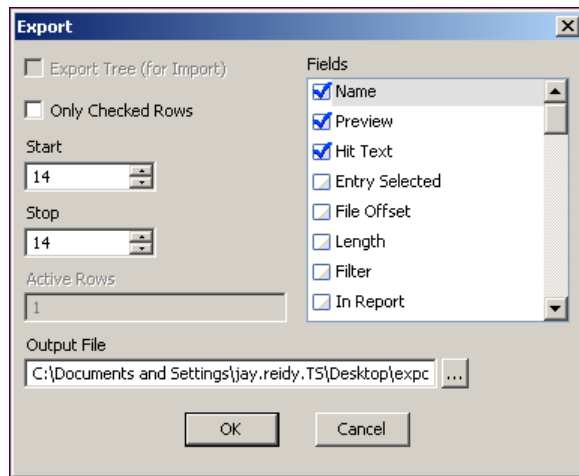 Export
Export Tree (for Import)
Only Checked Rows
Start
14
Stop
14
Active Rows
1
Fields
Name
Preview
Hit Text
Entry Selected
File Offset
Length
Filter
In Report
Output File
C:\Documents and Settings\jay.reidy.TS\Desktop\expc
...
OK
Cancel